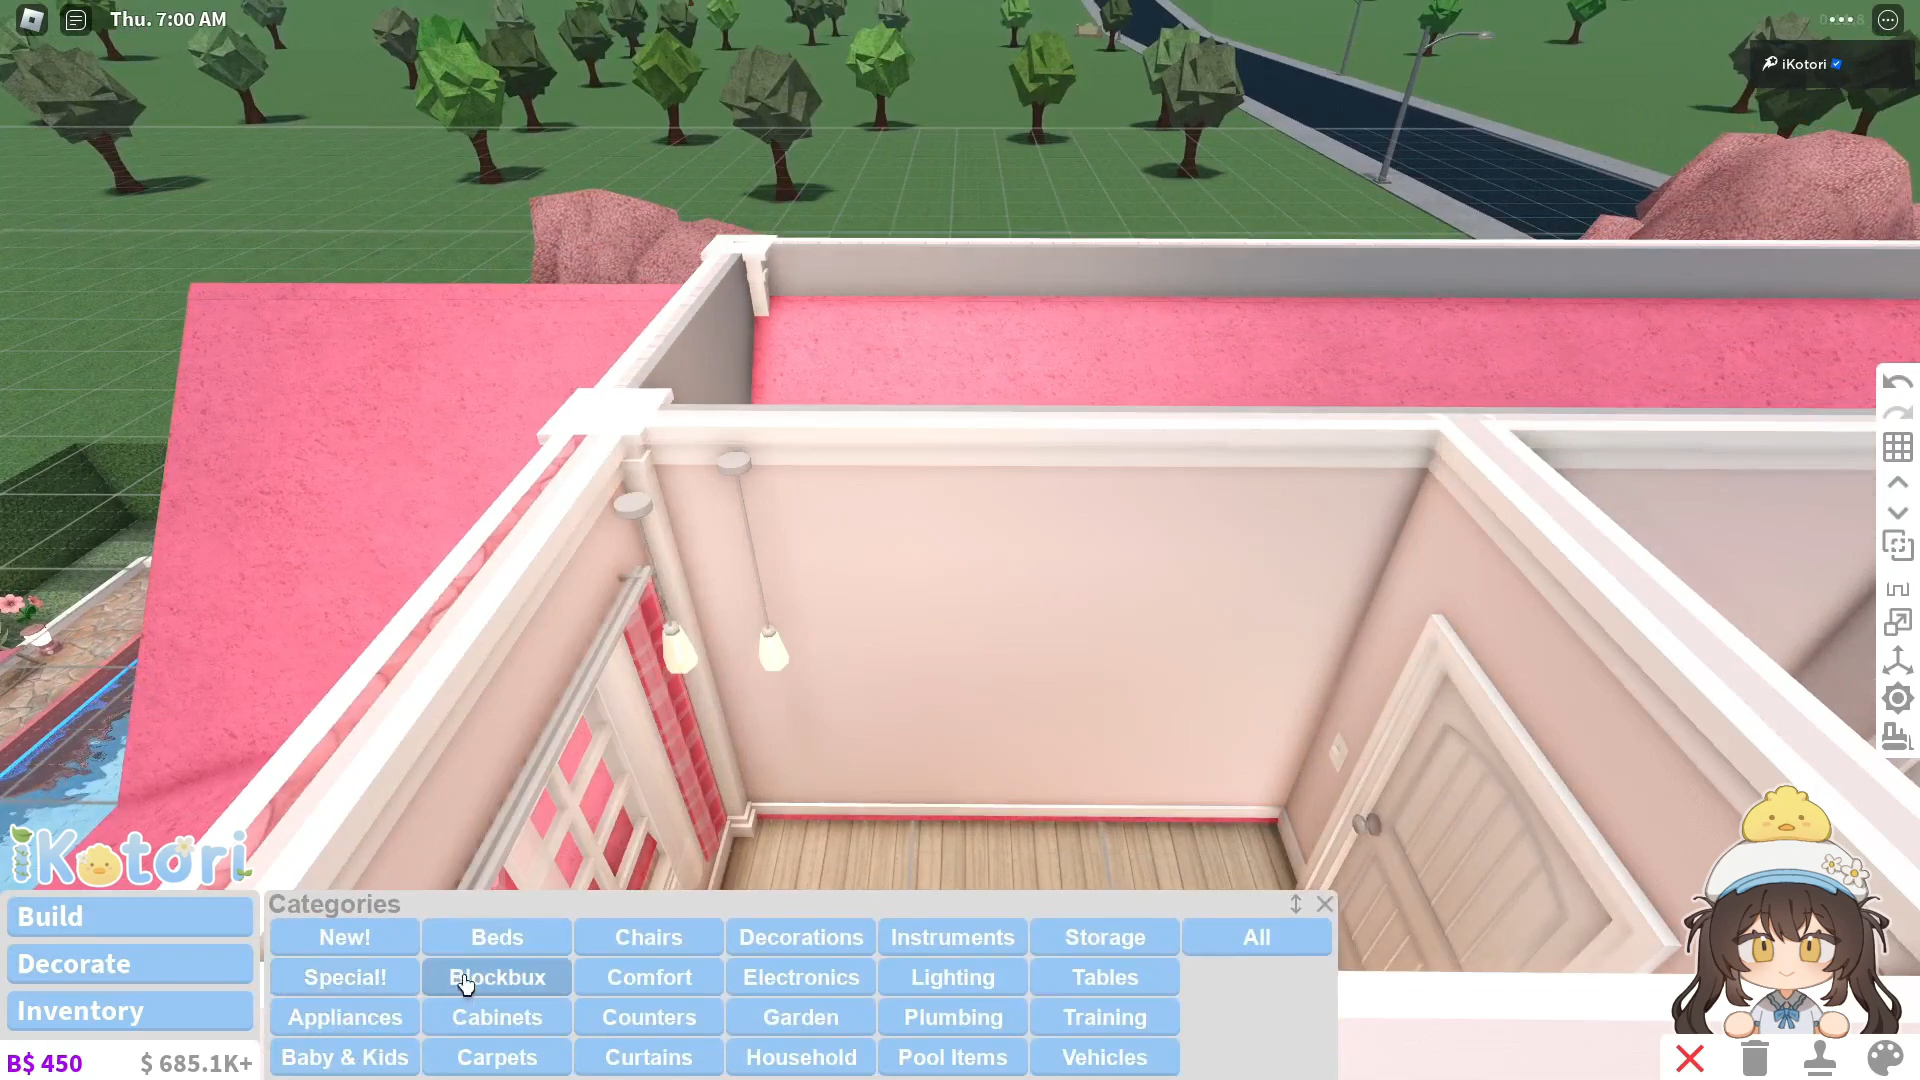 Thu. 7:00 AM
iKotori
iKotori
Build
Decorate
Inventory
B$ 450
$ 685.1K+
Categories
New! Beds Chairs Decorations Instruments Storage All
Special! Blockbux Comfort Electronics Lighting Tables
Appliances Cabinets Counters Garden Plumbing Training
Baby & Kids Carpets Curtains Household Pool Items Vehicles